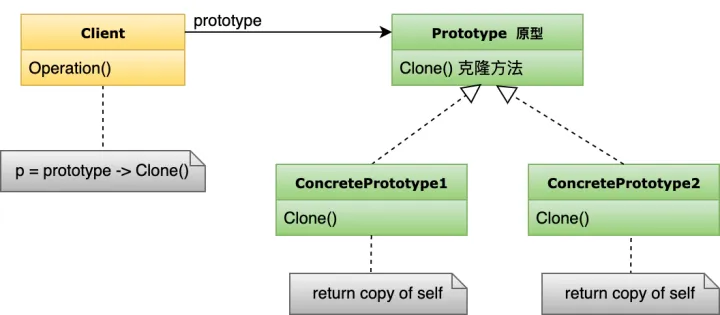 Client
prototype
Prototype 原型
Operation()
Clone() 克隆方法
p = prototype -> Clone()
ConcretePrototype1
ConcretePrototype2
Clone()
Clone()
return copy of self
return copy of self